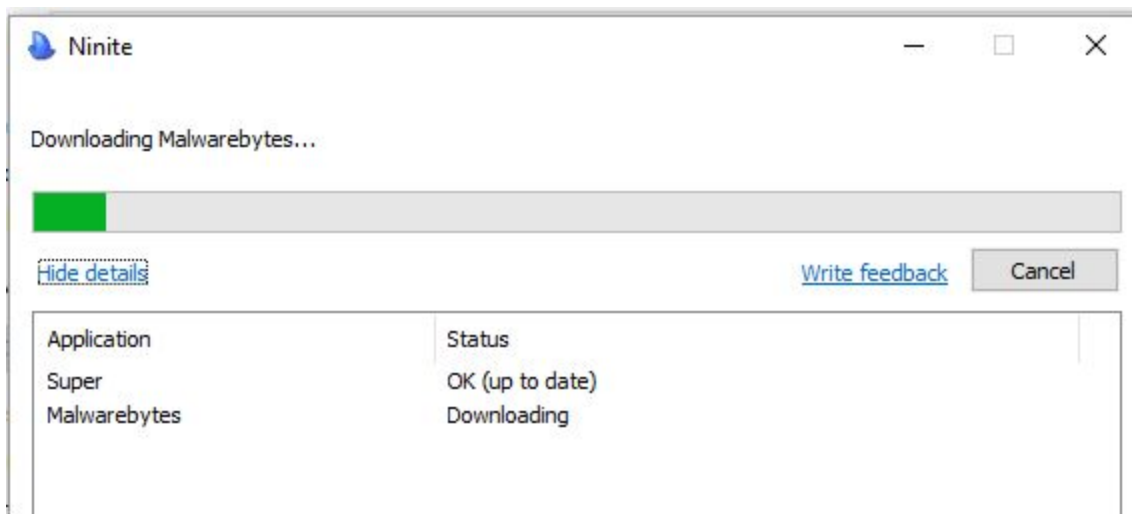 Ninite
Downloading Malwarebytes...
Hide details Write feedback Cancel
Application Status
Super OK (up to date)
Malwarebytes Downloading